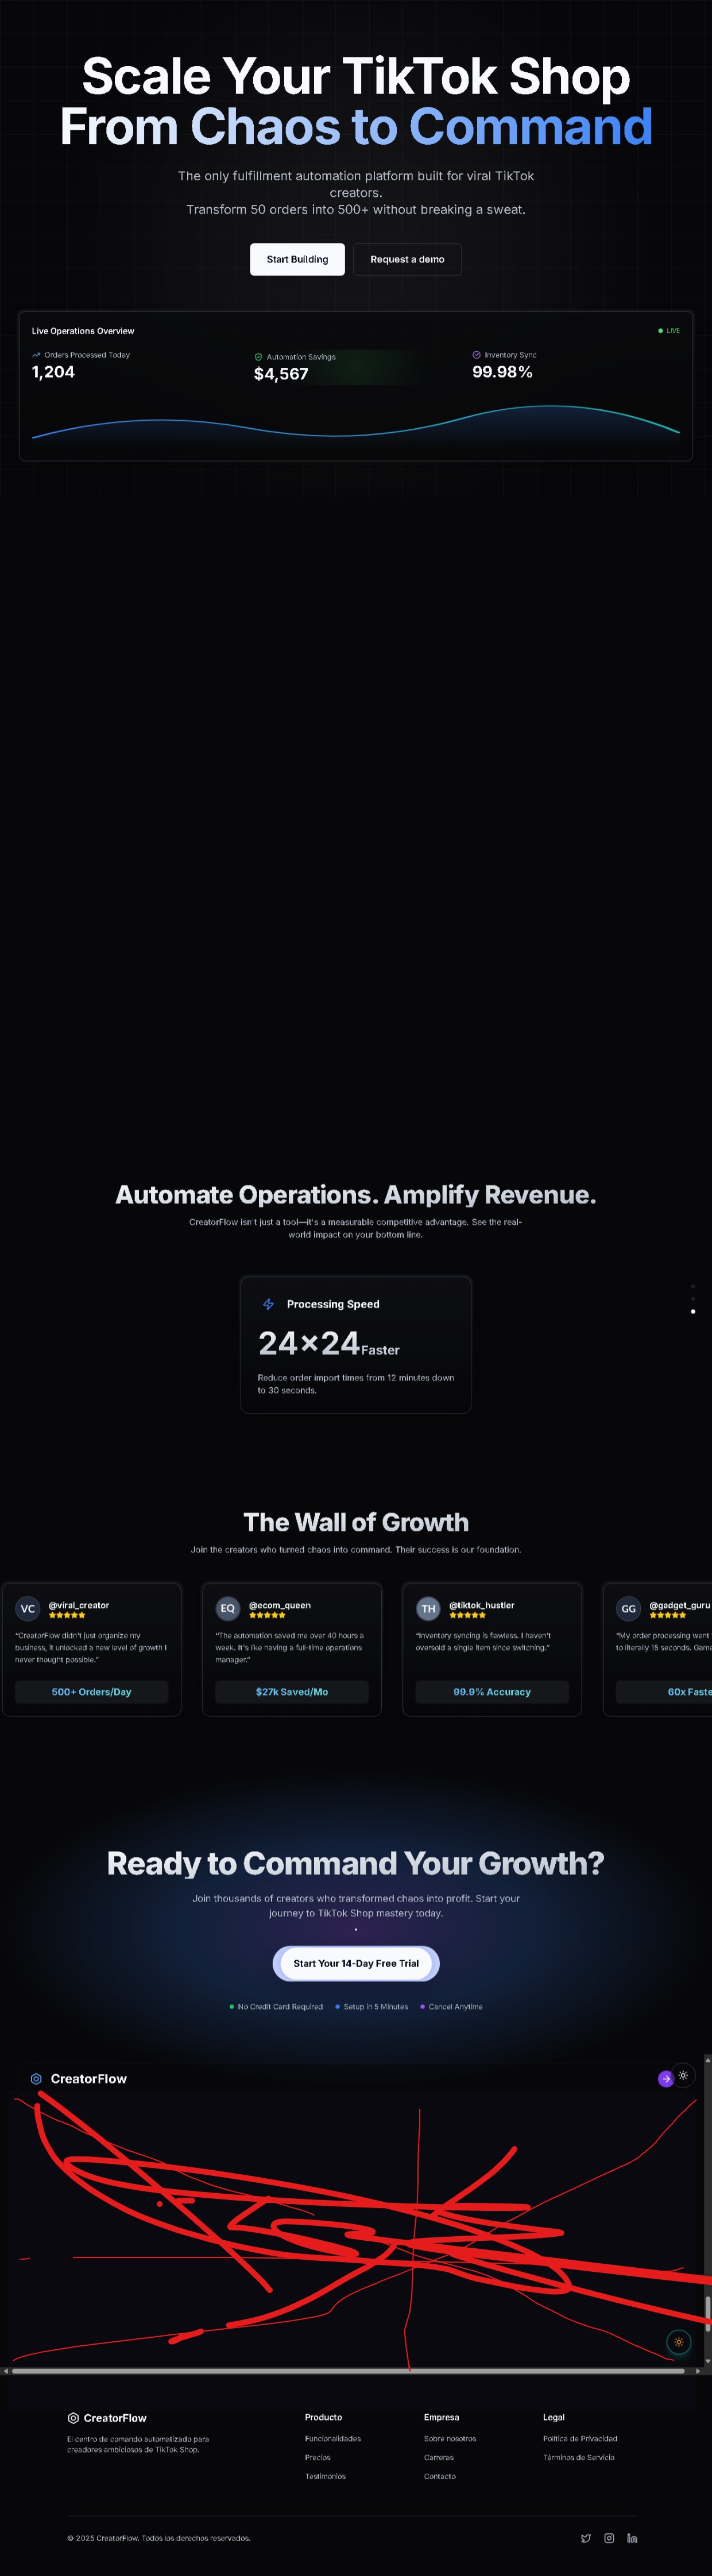 Scale Your TikTok Shop
From Chaos to Command
The only fulfillment automation platform built for viral TikTok
creators.
Transform 50 orders into 500+ without breaking a sweat.
Start Building
Request a demo
Live Operations Overview
LIVE
Orders Processed Today
1,204
Automation Savings
$4,567
Inventory Sync
99.98%
Automate Operations. Amplify Revenue.
CreatorFlow isn't just a tool—it's a measurable competitive advantage. See the real-
world impact on your bottom line.
Processing Speed
24×24Faster
Reduce order import times from 12 minutes down
to 30 seconds.
The Wall of Growth
Join the creators who turned chaos into command. Their success is our foundation.
VC
@viral_creator
"CreatorFlow didn't just organize my
business, it unlocked a new level of growth I
never thought possible."
500+ Orders/Day
EQ
@ecom_queen
"The automation saved me over 40 hours a
week. It's like having a full-time operations
manager."
$27k Saved/Mo
TH
@tiktok_hustler
"Inventory syncing is flawless. I haven't
oversold a single item since switching."
99.9% Accuracy
GG
@gadget_guru
"My order processing went
to literally 15 seconds.
60x
Ready to Command Your Growth?
Join thousands of creators who transformed chaos into profit. Start your
journey to TikTok Shop mastery today.
Start Your 14-Day Free Trial
No Credit Card Required
Setup in 5 Minutes
Cancel Anytime
CreatorFlow
CreatorFlow
El centro de comando automatizado para
creadores ambiciosos de TikTok Shop.
Producto
Funcionalidades
Precios
Testimonios
Empresa
Sobre nosotros
Carreras
Contacto
Legal
Política de Privacidad
Términos de Servicio
© 2025 CreatorFlow. Todos los derechos reservados.